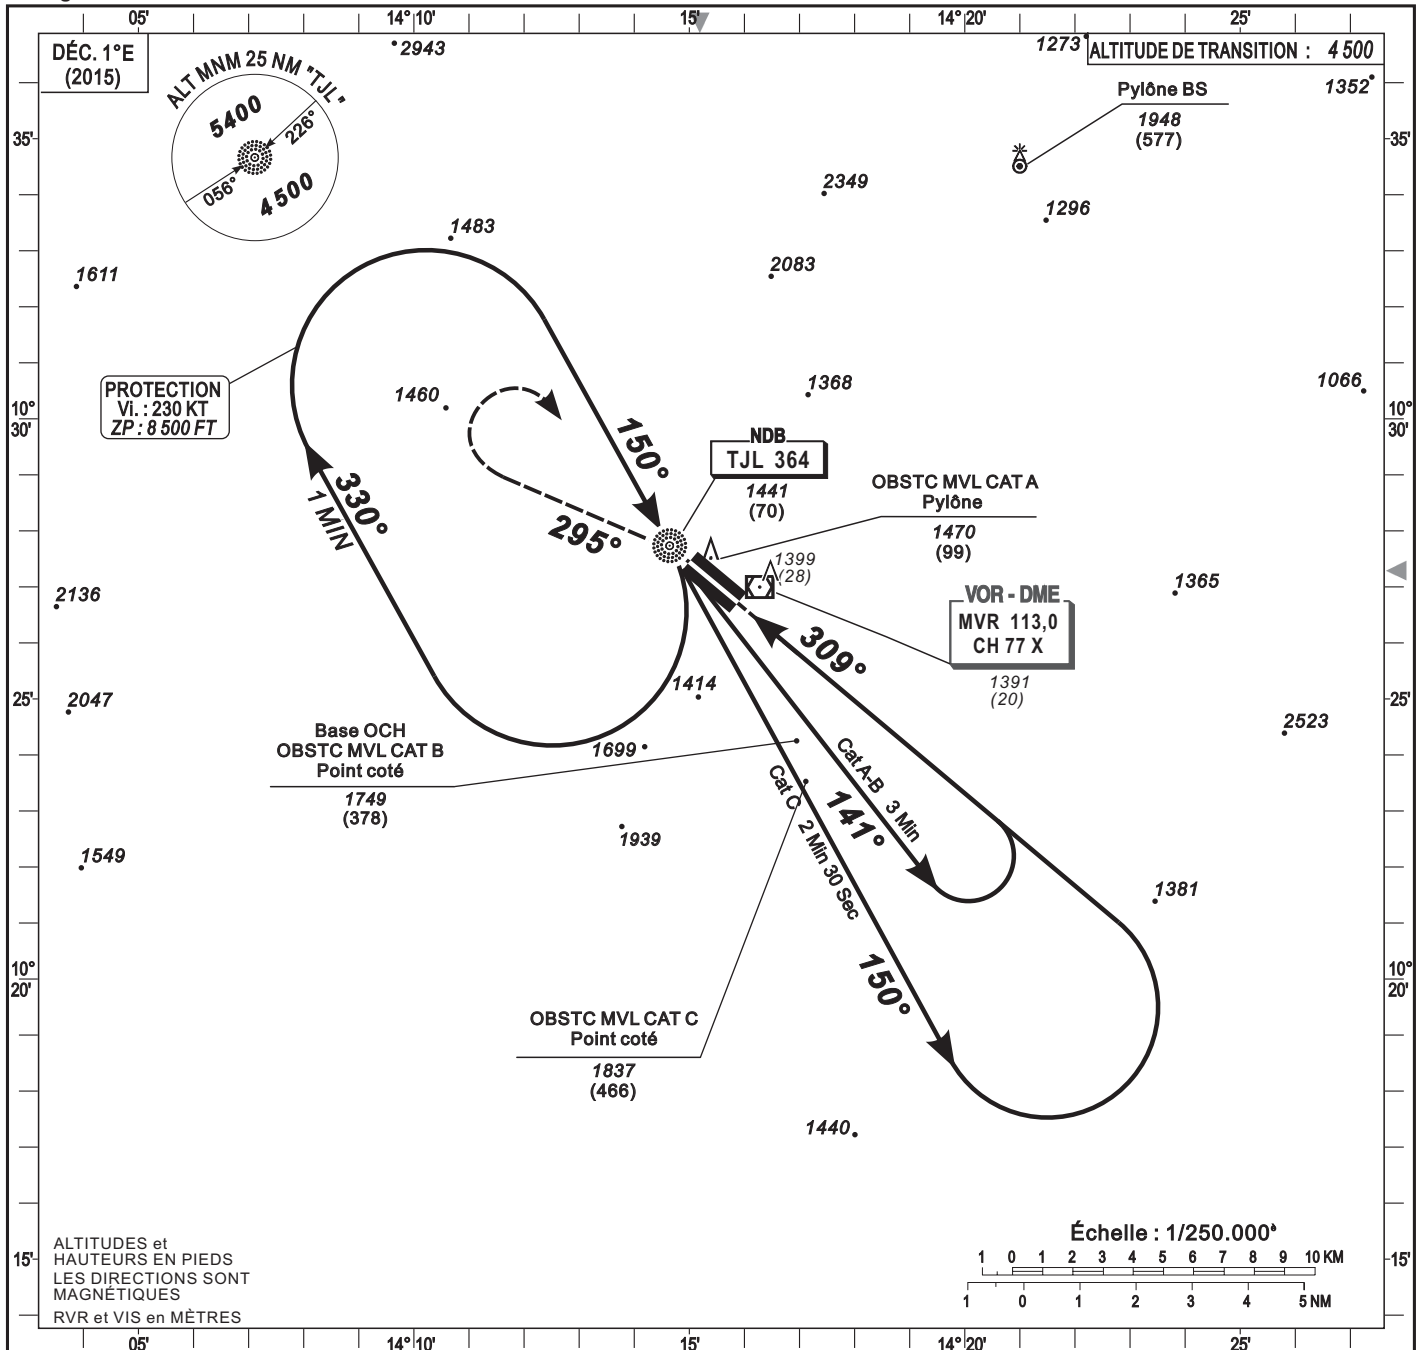 05'
14°10'
15'
14°20'
25'
DÉC. 1°E
(2015)
2943
1273
ALTITUDE DE TRANSITION : 4 500
ALT MNM 25 NM "TJL"
5400
226°
056°
4 500
1352
Pylône BS
1948
(577)
35'
35'
2349
1296
1483
1611
2083
PROTECTION
Vi. : 230 KT
ZP : 8 500 FT
1460
1368
1066
10°
30'
10°
30'
150°
NDB
TJL 364
1441
(70)
OBSTC MVL CAT A
Pylône
1470
(99)
330°
1 MIN
295°
1399
(28)
2136
1365
VOR - DME
MVR 113,0
CH 77 X
1391
(20)
309°
1414
25'
25'
2047
2523
Base OCH
OBSTC MVL CAT B
Point coté
1749
(378)
1699
Cat A-B 3 Min
141°
Cat C 2 Min 30 Sec
150°
1939
1549
1381
10°
20'
10°
20'
OBSTC MVL CAT C
Point coté
1837
(466)
1440
ALTITUDES et
HAUTEURS EN PIEDS
LES DIRECTIONS SONT
MAGNÉTIQUES
RVR et VIS en MÈTRES
Échelle : 1/250.000è
1 0 1 2 3 4 5 6 7 8 9 10 KM
1 0 1 2 3 4 5 NM
15'
15'
05'
14°10'
15'
14°20'
25'